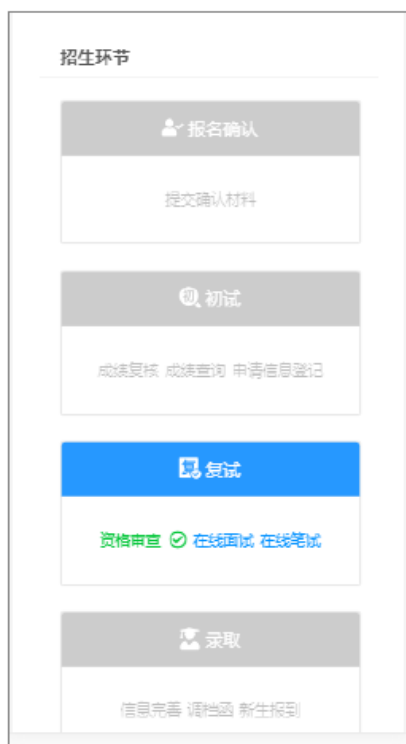 招生环节
报名确认
提交确认材料
初 初试
成绩复核 成绩查询 申请信息登记
复 复试
资格审查 在线面试 在线笔试
录取
信息完善 调档函 新生报到